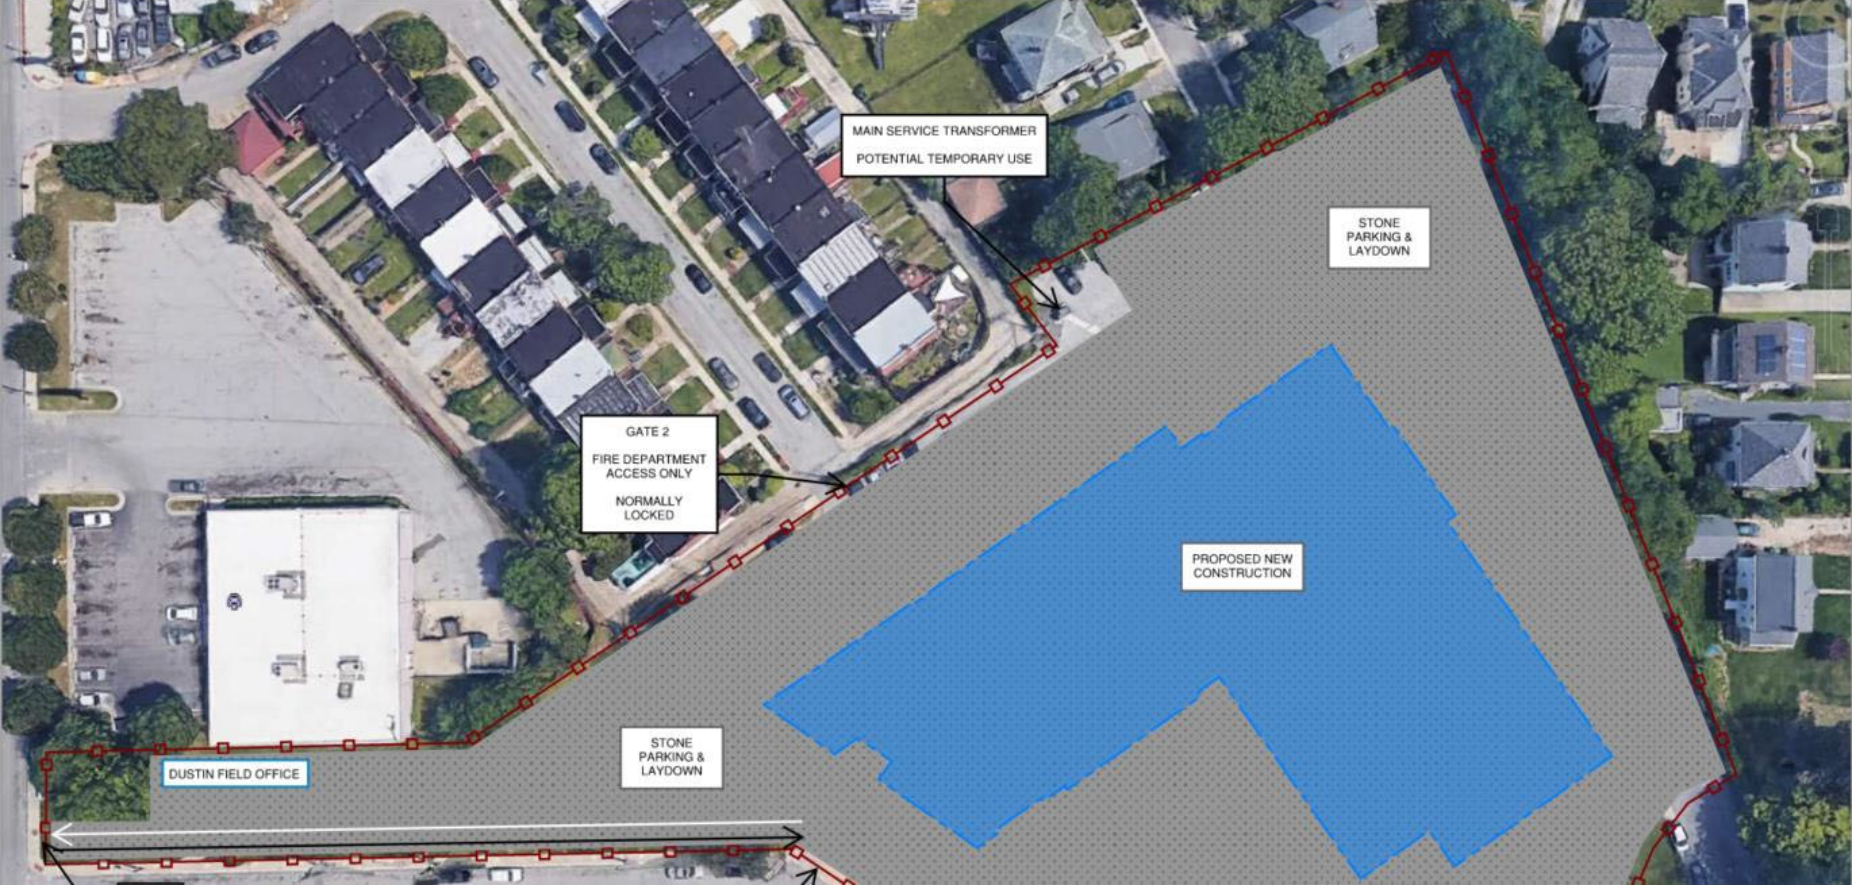 MAIN SERVICE TRANSFORMER
POTENTIAL TEMPORARY USE
STONE
PARKING &
LAYDOWN
GATE 2
FIRE DEPARTMENT
ACCESS ONLY
NORMALLY
LOCKED
PROPOSED NEW
CONSTRUCTION
STONE
PARKING &
LAYDOWN
DUSTIN FIELD OFFICE